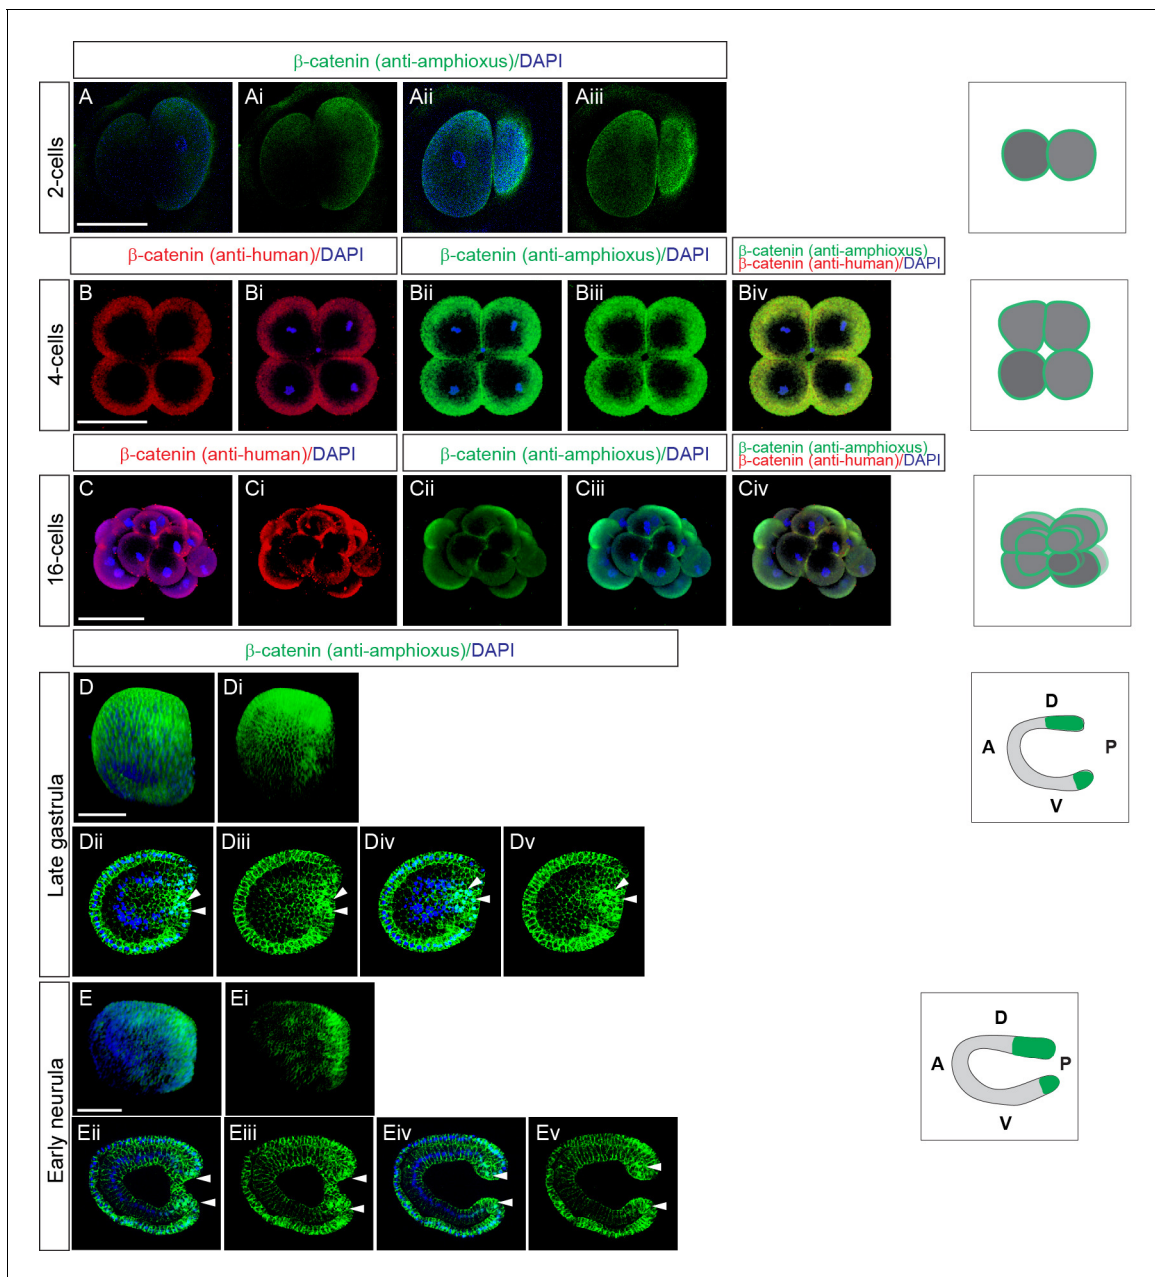 β-catenin (anti-amphioxus)/DAPI
2-cells
A Ai Aii Aiii
β-catenin (anti-human)/DAPI β-catenin (anti-amphioxus)/DAPI β-catenin (anti-amphioxus)
β-catenin (anti-human)/DAPI
4-cells
B Bi Bii Biii Biv
β-catenin (anti-human)/DAPI β-catenin (anti-amphioxus)/DAPI β-catenin (anti-amphioxus)
β-catenin (anti-human)/DAPI
16-cells
C Ci Cii Ciii Civ
β-catenin (anti-amphioxus)/DAPI
Late gastrula
D Di
D
A P
V
Dii Diii Div Dv
Early neurula
E Ei
D
A P
V
Eii Eiii Eiv Ev